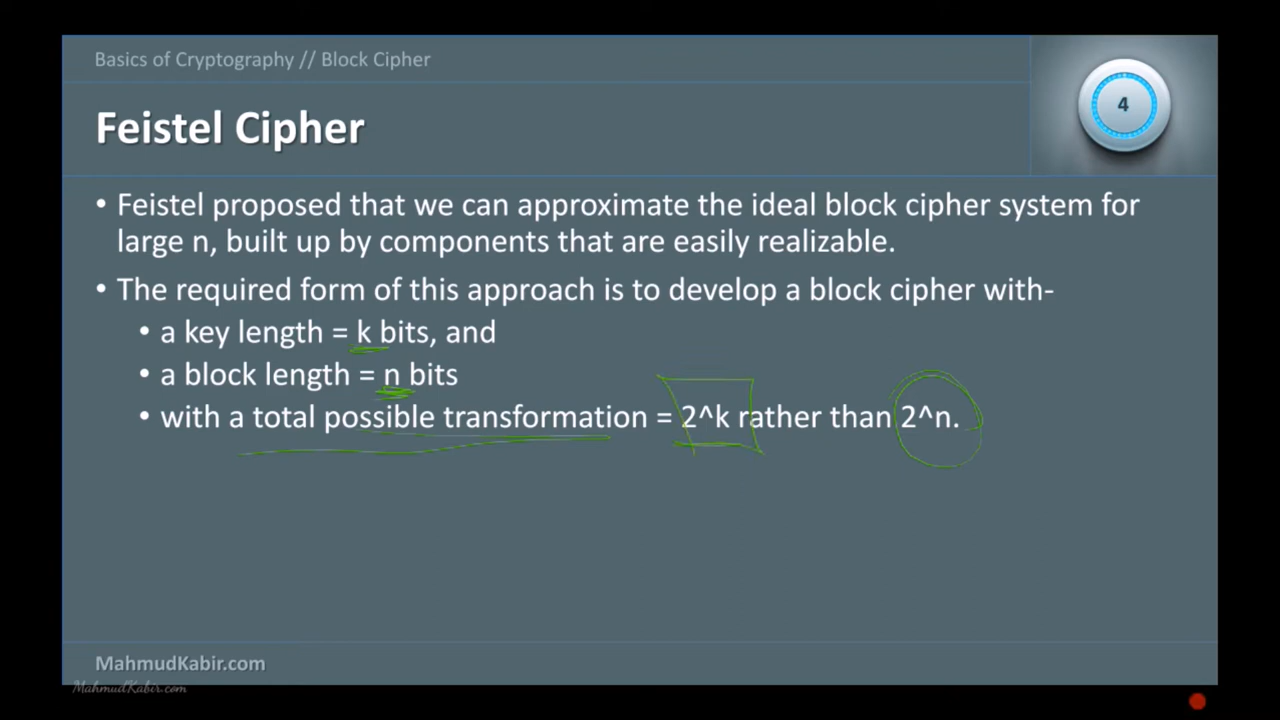 Basics of Cryptography // Block Cipher
4
Feistel Cipher
• Feistel proposed that we can approximate the ideal block cipher system for
large n, built up by components that are easily realizable.
• The required form of this approach is to develop a block cipher with-
• a key length = k bits, and
• a block length = n bits
• with a total possible transformation = 2^k rather than 2^n.
MahmudKabir.com
MahmudKabir.com